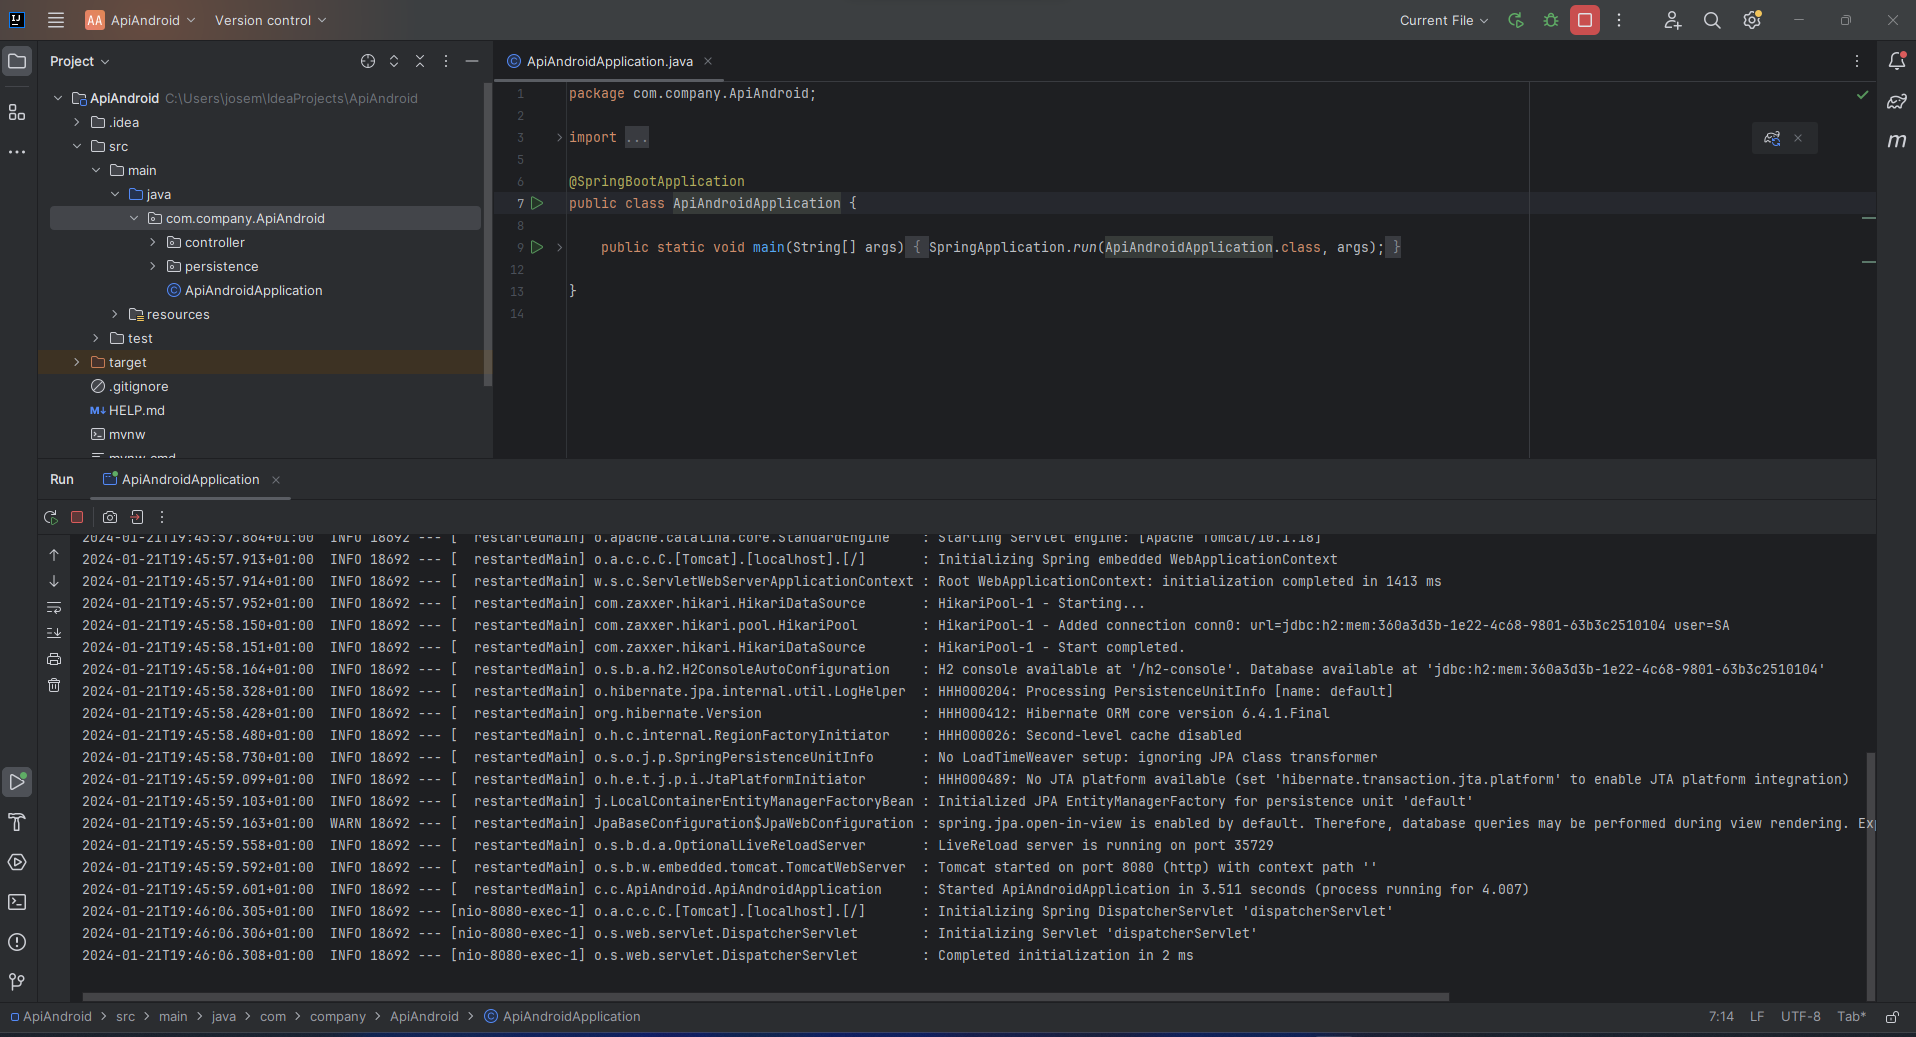 ApiAndroid
Version control
Current File
Project
ApiAndroidApplication.java
ApiAndroid C:\Users\josem\IdeaProjects\ApiAndroid
.idea
src
main
java
com.company.ApiAndroid
controller
persistence
ApiAndroidApplication
resources
test
target
.gitignore
M↓ HELP.md
mvnw
mvnw.cmd
1 package com.company.ApiAndroid;
2
3 import ...
5
6 @SpringBootApplication
7 public class ApiAndroidApplication {
8
9 public static void main(String[] args) { SpringApplication.run(ApiAndroidApplication.class, args); }
12
13 }
14
Run ApiAndroidApplication
2024-01-21T19:45:57.864+01:00 INFO 18692 --- [ restartedMain] o.apache.catalina.core.StandardEngine : Starting Servlet engine: [Apache Tomcat/10.1.18]
2024-01-21T19:45:57.913+01:00 INFO 18692 --- [ restartedMain] o.a.c.c.C.[Tomcat].[localhost].[/] : Initializing Spring embedded WebApplicationContext
2024-01-21T19:45:57.914+01:00 INFO 18692 --- [ restartedMain] w.s.c.ServletWebServerApplicationContext : Root WebApplicationContext: initialization completed in 1413 ms
2024-01-21T19:45:57.952+01:00 INFO 18692 --- [ restartedMain] com.zaxxer.hikari.HikariDataSource : HikariPool-1 - Starting...
2024-01-21T19:45:58.150+01:00 INFO 18692 --- [ restartedMain] com.zaxxer.hikari.pool.HikariPool : HikariPool-1 - Added connection conn0: url=jdbc:h2:mem:360a3d3b-1e22-4c68-9801-63b3c2510104 user=SA
2024-01-21T19:45:58.151+01:00 INFO 18692 --- [ restartedMain] com.zaxxer.hikari.HikariDataSource : HikariPool-1 - Start completed.
2024-01-21T19:45:58.164+01:00 INFO 18692 --- [ restartedMain] o.s.b.a.h2.H2ConsoleAutoConfiguration : H2 console available at '/h2-console'. Database available at 'jdbc:h2:mem:360a3d3b-1e22-4c68-9801-63b3c2510104'
2024-01-21T19:45:58.328+01:00 INFO 18692 --- [ restartedMain] o.hibernate.jpa.internal.util.LogHelper : HHH000204: Processing PersistenceUnitInfo [name: default]
2024-01-21T19:45:58.428+01:00 INFO 18692 --- [ restartedMain] org.hibernate.Version : HHH000412: Hibernate ORM core version 6.4.1.Final
2024-01-21T19:45:58.480+01:00 INFO 18692 --- [ restartedMain] o.h.c.internal.RegionFactoryInitiator : HHH000026: Second-level cache disabled
2024-01-21T19:45:58.730+01:00 INFO 18692 --- [ restartedMain] o.s.o.j.p.SpringPersistenceUnitInfo : No LoadTimeWeaver setup: ignoring JPA class transformer
2024-01-21T19:45:59.099+01:00 INFO 18692 --- [ restartedMain] o.h.e.t.j.p.i.JtaPlatformInitiator : HHH000489: No JTA platform available (set 'hibernate.transaction.jta.platform' to enable JTA platform integration)
2024-01-21T19:45:59.103+01:00 INFO 18692 --- [ restartedMain] j.LocalContainerEntityManagerFactoryBean : Initialized JPA EntityManagerFactory for persistence unit 'default'
2024-01-21T19:45:59.163+01:00 WARN 18692 --- [ restartedMain] JpaBaseConfiguration$JpaWebConfiguration : spring.jpa.open-in-view is enabled by default. Therefore, database queries may be performed during view rendering. Exp
2024-01-21T19:45:59.558+01:00 INFO 18692 --- [ restartedMain] o.s.b.d.a.OptionalLiveReloadServer : LiveReload server is running on port 35729
2024-01-21T19:45:59.592+01:00 INFO 18692 --- [ restartedMain] o.s.b.w.embedded.tomcat.TomcatWebServer : Tomcat started on port 8080 (http) with context path ''
2024-01-21T19:45:59.601+01:00 INFO 18692 --- [ restartedMain] c.c.ApiAndroid.ApiAndroidApplication : Started ApiAndroidApplication in 3.511 seconds (process running for 4.007)
2024-01-21T19:46:06.305+01:00 INFO 18692 --- [nio-8080-exec-1] o.a.c.c.C.[Tomcat].[localhost].[/] : Initializing Spring DispatcherServlet 'dispatcherServlet'
2024-01-21T19:46:06.306+01:00 INFO 18692 --- [nio-8080-exec-1] o.s.web.servlet.DispatcherServlet : Initializing Servlet 'dispatcherServlet'
2024-01-21T19:46:06.308+01:00 INFO 18692 --- [nio-8080-exec-1] o.s.web.servlet.DispatcherServlet : Completed initialization in 2 ms
ApiAndroid > src > main > java > com > company > ApiAndroid > ApiAndroidApplication
7:14 LF UTF-8 Tab*